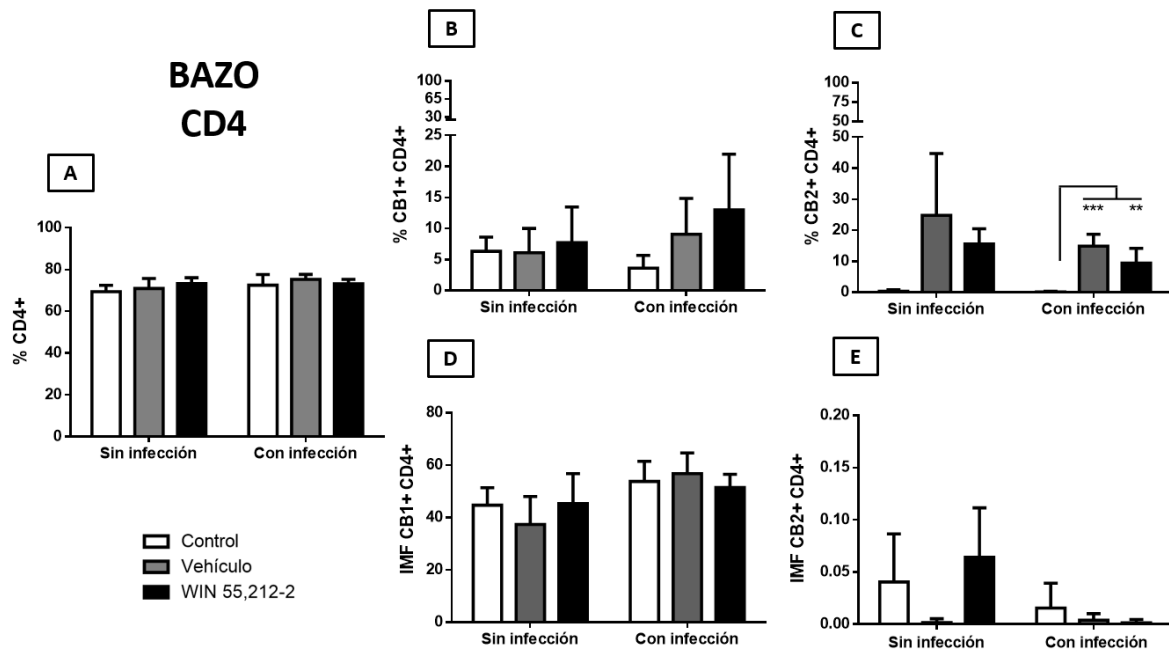 BAZO
CD4
A
% CD4+
100
80
60
40
20
0
Sin infección
Con infección
Control
Vehículo
WIN 55,212-2
B
% CB1+ CD4+
100
65
30
25
20
15
10
5
0
Sin infección
Con infección
C
% CB2+ CD4+
100
75
50
50
40
30
20
10
0
***
**
Sin infección
Con infección
D
IMF CB1+ CD4+
80
60
40
20
0
Sin infección
Con infección
E
IMF CB2+ CD4+
0.20
0.15
0.10
0.05
0.00
Sin infección
Con infección